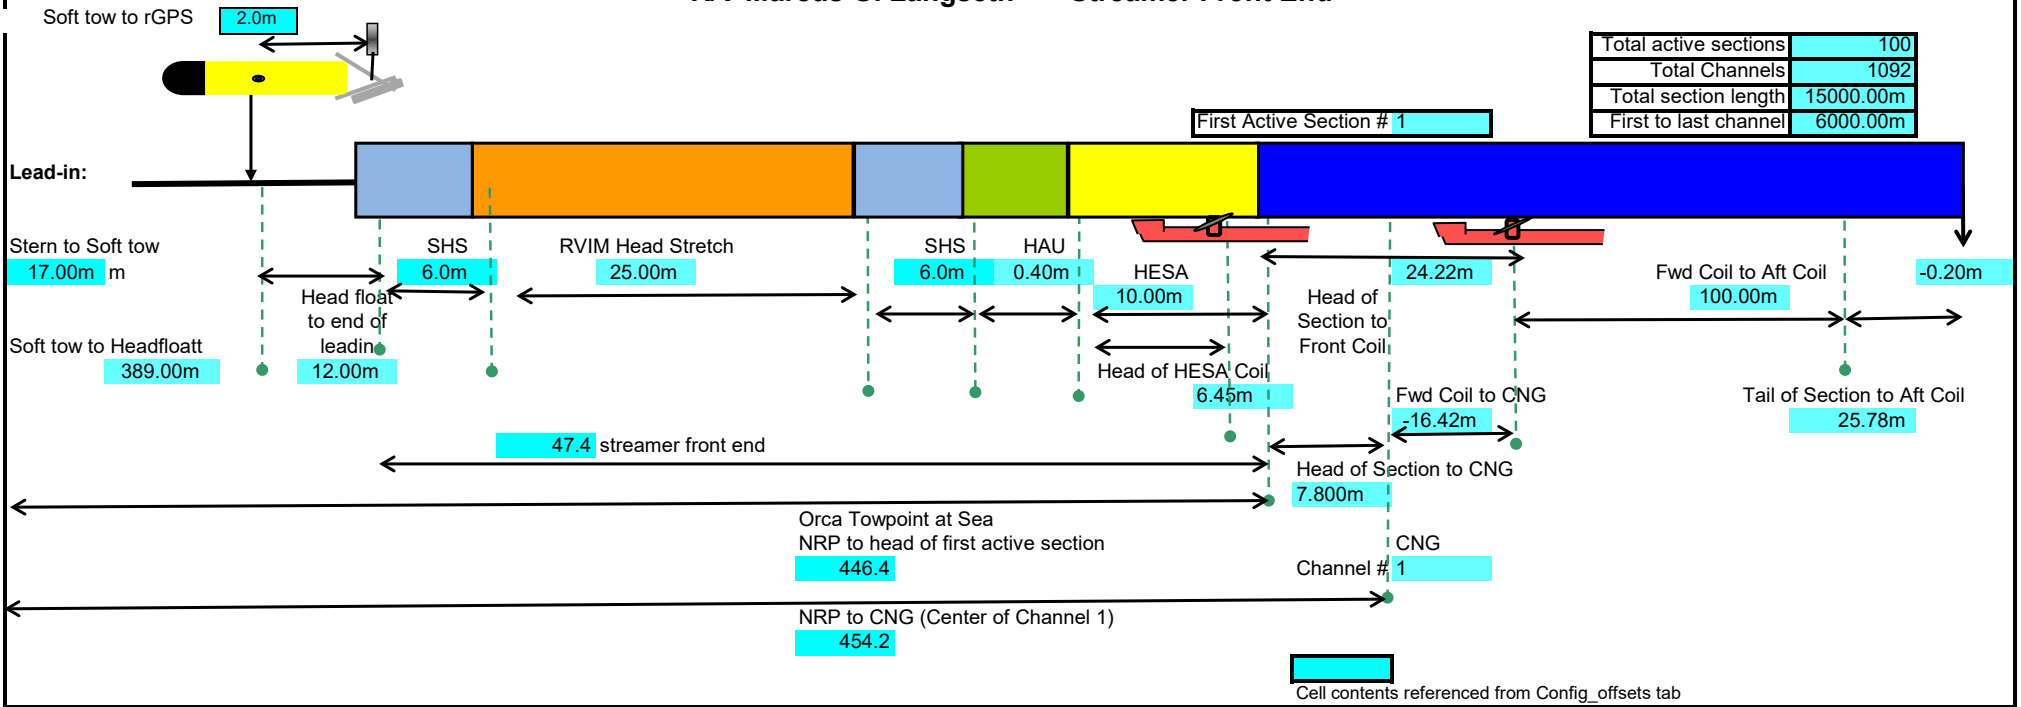 R/V Marcus G. Langseth Streamer Front End
Soft tow to rGPS 2.0m
Total active sections 100
Total Channels 1092
Total section length 15000.00m
First to last channel 6000.00m
First Active Section # 1
Lead-in:
Stern to Soft tow
17.00m m
SHS
6.0m
RVIM Head Stretch
25.00m
SHS
6.0m
HAU
0.40m
HESA
10.00m
24.22m
Fwd Coil to Aft Coil
100.00m
-0.20m
Head float
to end of
leadin
12.00m
Head of
Section to
Front Coil
Soft tow to Headfloatt
389.00m
Head of HESA Coil
6.45m
Fwd Coil to CNG
-16.42m
Tail of Section to Aft Coil
25.78m
47.4 streamer front end
Head of Section to CNG
7.800m
Orca Towpoint at Sea
NRP to head of first active section
446.4
CNG
Channel # 1
NRP to CNG (Center of Channel 1)
454.2
Cell contents referenced from Config_offsets tab